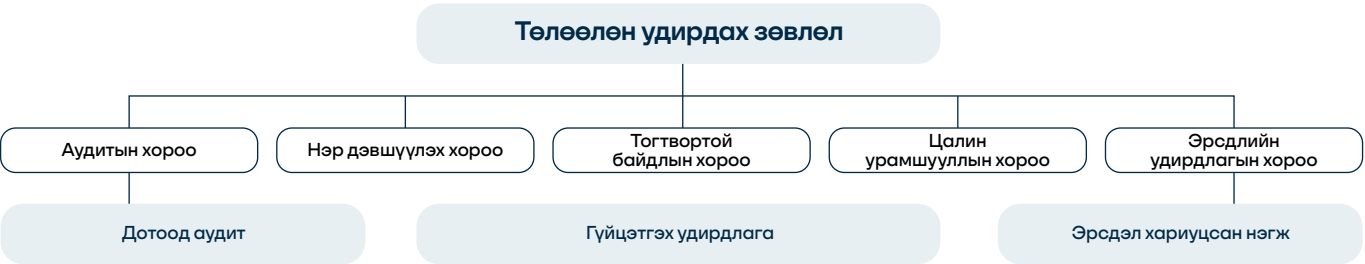 Төлөөлөн удирдах зөвлөл
Аудитын хороо
Нэр дэвшүүлэх хороо
Тогтвортой
байдлын хороо
Цалин
урамшууллын хороо
Эрсдлийн
удирдлагын хороо
Дотоод аудит
Гүйцэтгэх удирдлага
Эрсдэл хариуцсан нэгж